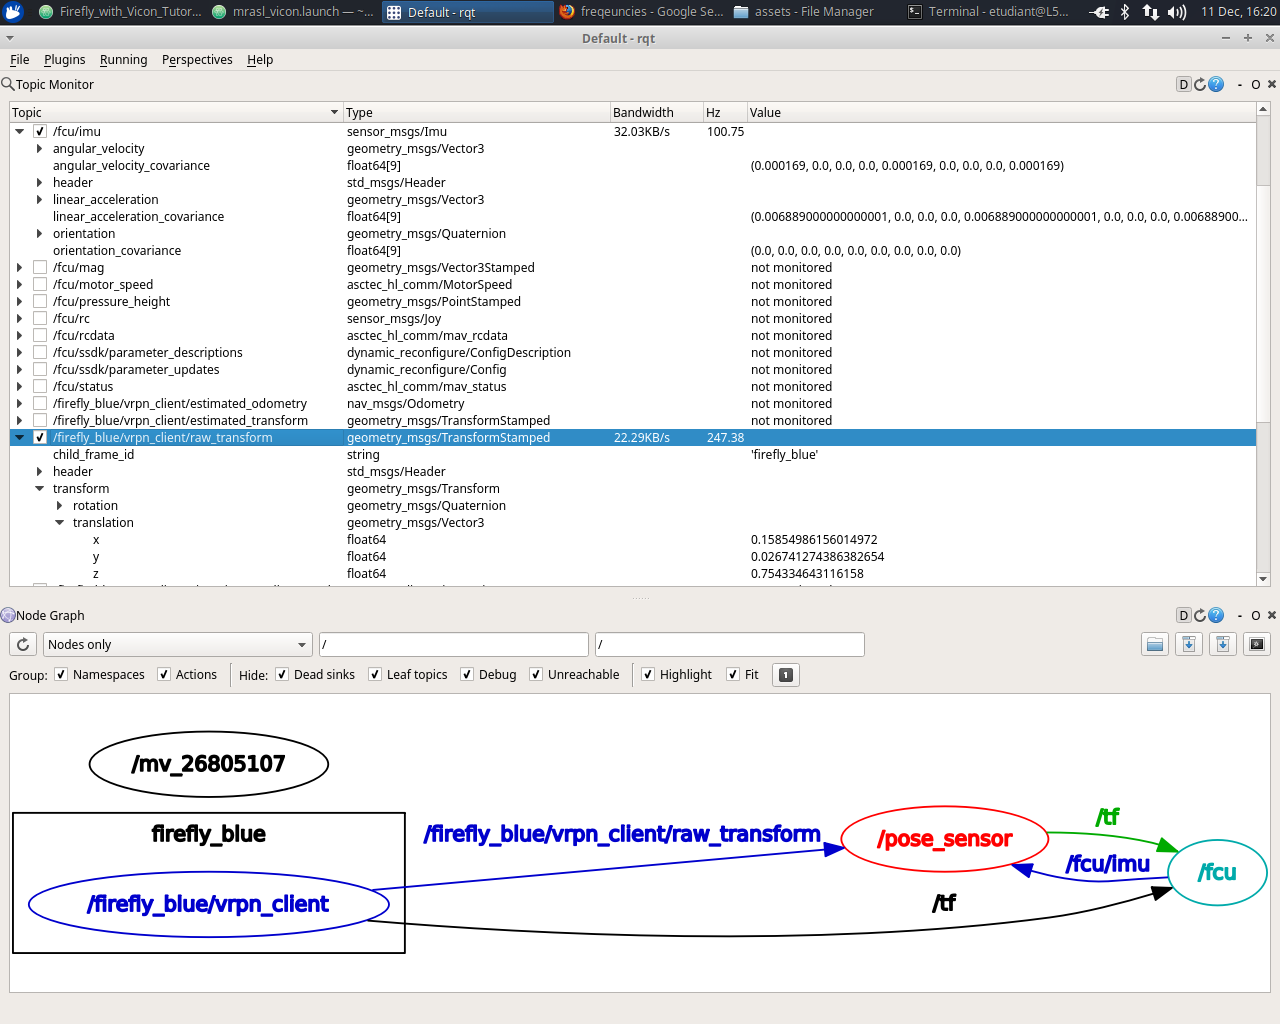 Firefly_with_Vicon_Tutor... mrasl_vicon.launch — ~... Default - rqt freqeuncies - Google Se... assets - File Manager Terminal - etudiant@L5... 11 Dec, 16:20
Default - rqt
File Plugins Running Perspectives Help
Topic Monitor D - O
Topic Type Bandwidth Hz Value
/fcu/imu sensor_msgs/Imu 32.03KB/s 100.75
angular_velocity geometry_msgs/Vector3
angular_velocity_covariance float64[9] (0.000169, 0.0, 0.0, 0.0, 0.000169, 0.0, 0.0, 0.0, 0.000169)
header std_msgs/Header
linear_acceleration geometry_msgs/Vector3
linear_acceleration_covariance float64[9] (0.006889000000000001, 0.0, 0.0, 0.0, 0.006889000000000001, 0.0, 0.0, 0.0, 0.00688900...
orientation geometry_msgs/Quaternion
orientation_covariance float64[9] (0.0, 0.0, 0.0, 0.0, 0.0, 0.0, 0.0, 0.0, 0.0)
/fcu/mag geometry_msgs/Vector3Stamped not monitored
/fcu/motor_speed asctec_hl_comm/MotorSpeed not monitored
/fcu/pressure_height geometry_msgs/PointStamped not monitored
/fcu/rc sensor_msgs/Joy not monitored
/fcu/rcdata asctec_hl_comm/mav_rcdata not monitored
/fcu/ssdk/parameter_descriptions dynamic_reconfigure/ConfigDescription not monitored
/fcu/ssdk/parameter_updates dynamic_reconfigure/Config not monitored
/fcu/status asctec_hl_comm/mav_status not monitored
/firefly_blue/vrpn_client/estimated_odometry nav_msgs/Odometry not monitored
/firefly_blue/vrpn_client/estimated_transform geometry_msgs/TransformStamped not monitored
/firefly_blue/vrpn_client/raw_transform geometry_msgs/TransformStamped 22.29KB/s 247.38
child_frame_id string 'firefly_blue'
header std_msgs/Header
transform geometry_msgs/Transform
rotation geometry_msgs/Quaternion
translation geometry_msgs/Vector3
x float64 0.15854986156014972
y float64 0.026741274386382654
z float64 0.754334643116158
Node Graph D - O
Nodes only / /
Group: Namespaces Actions Hide: Dead sinks Leaf topics Debug Unreachable Highlight Fit 1
/mv_26805107
firefly_blue
/firefly_blue/vrpn_client
/firefly_blue/vrpn_client/raw_transform
/pose_sensor
/tf
/fcu/imu
/fcu
/tf